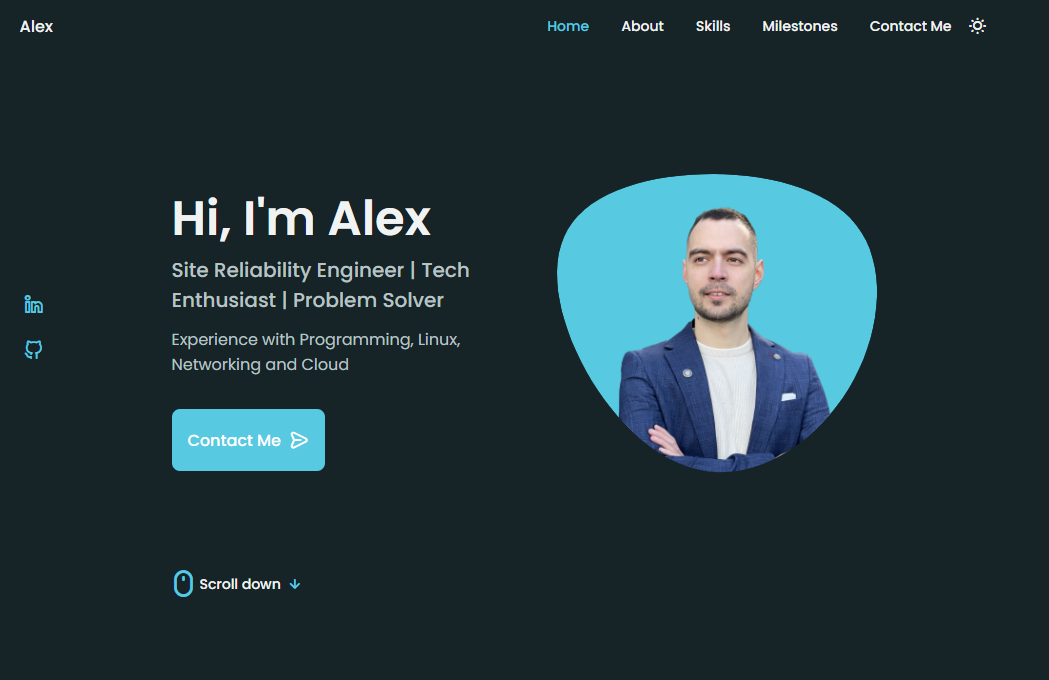 Alex
Home About Skills Milestones Contact Me
Hi, I'm Alex
Site Reliability Engineer | Tech
Enthusiast | Problem Solver
Experience with Programming, Linux,
Networking and Cloud
Contact Me
Scroll down